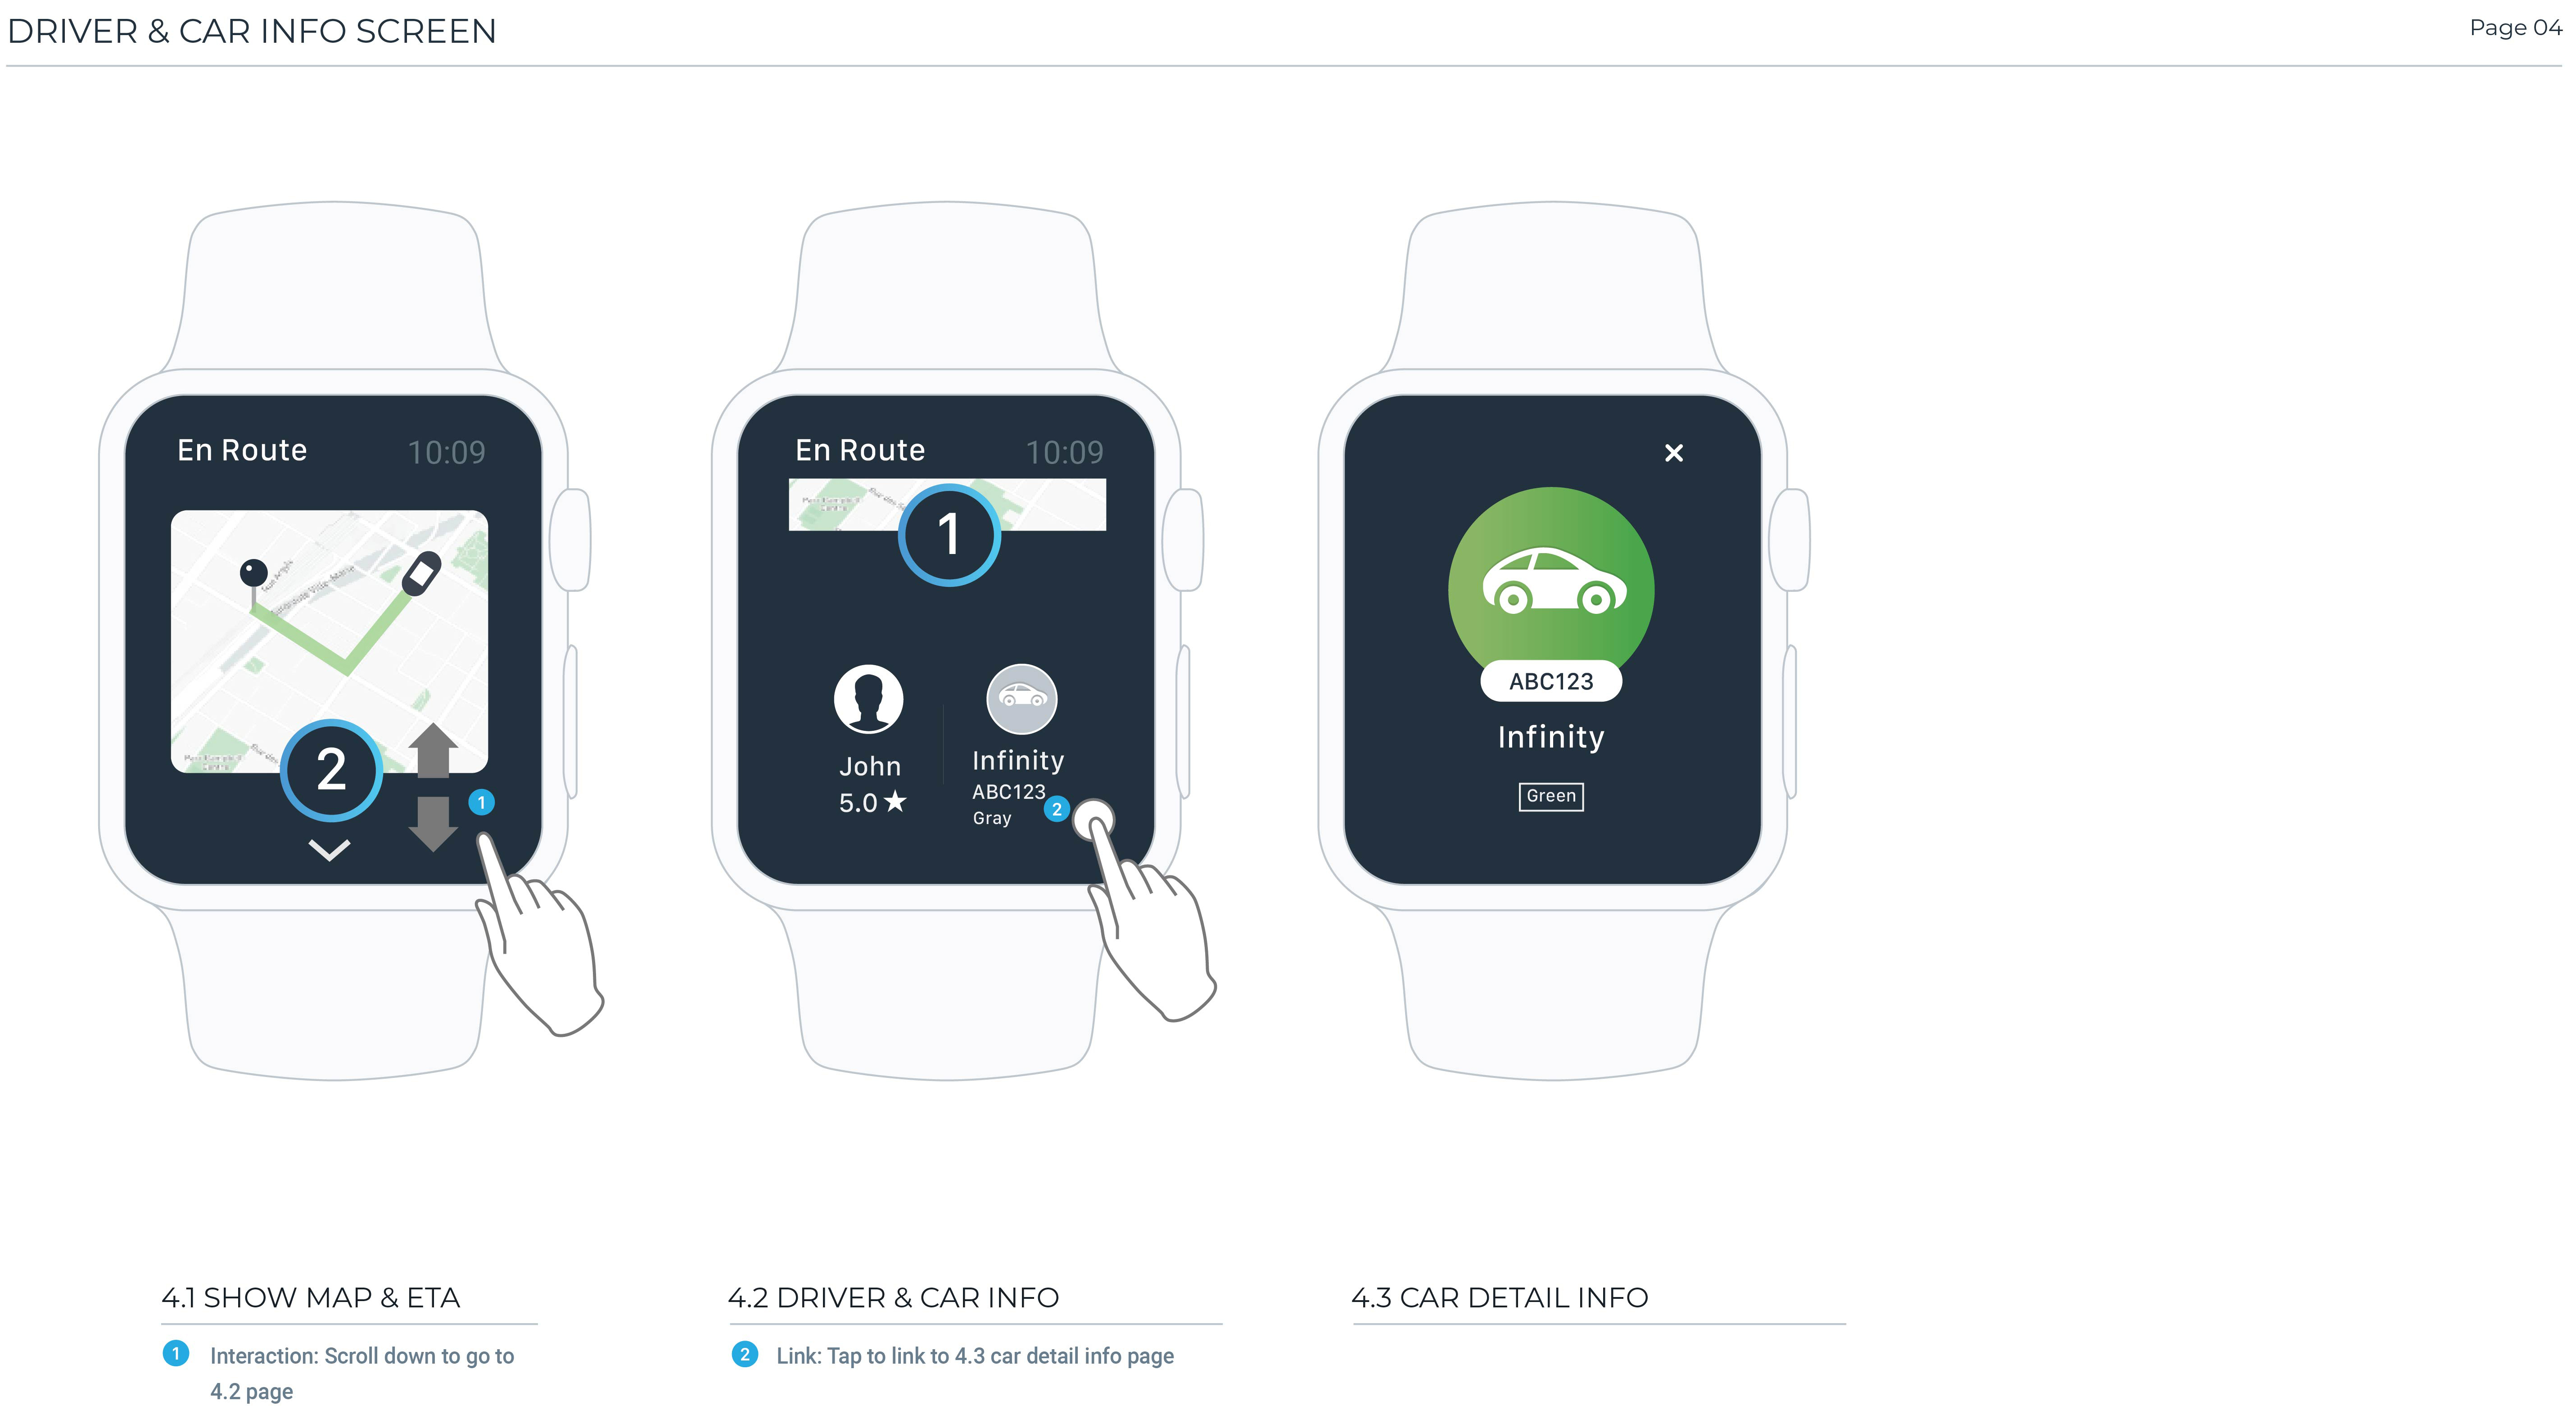 DRIVER & CAR INFO SCREEN
Page 04
En Route
10:09
2
1
En Route
10:09
1
John
5.0
Infinity
ABC123
Gray
2
ABC123
Infinity
Green
4.1 SHOW MAP & ETA
1 Interaction: Scroll down to go to
4.2 page
4.2 DRIVER & CAR INFO
2 Link: Tap to link to 4.3 car detail info page
4.3 CAR DETAIL INFO